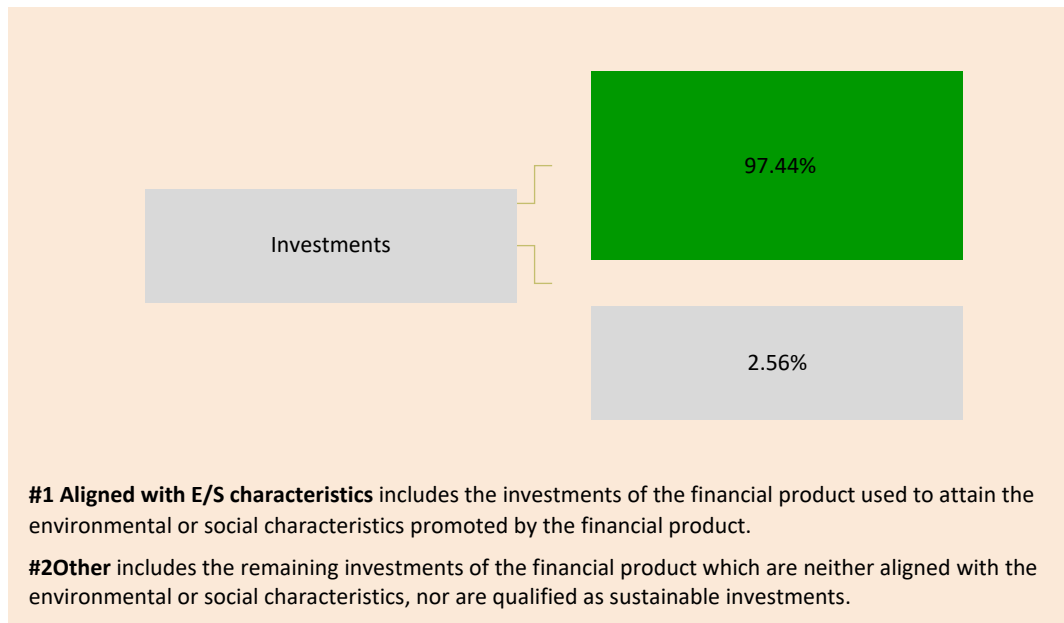 97.44%
Investments
2.56%
#1 Aligned with E/S characteristics includes the investments of the financial product used to attain the
environmental or social characteristics promoted by the financial product.
#2Other includes the remaining investments of the financial product which are neither aligned with the
environmental or social characteristics, nor are qualified as sustainable investments.